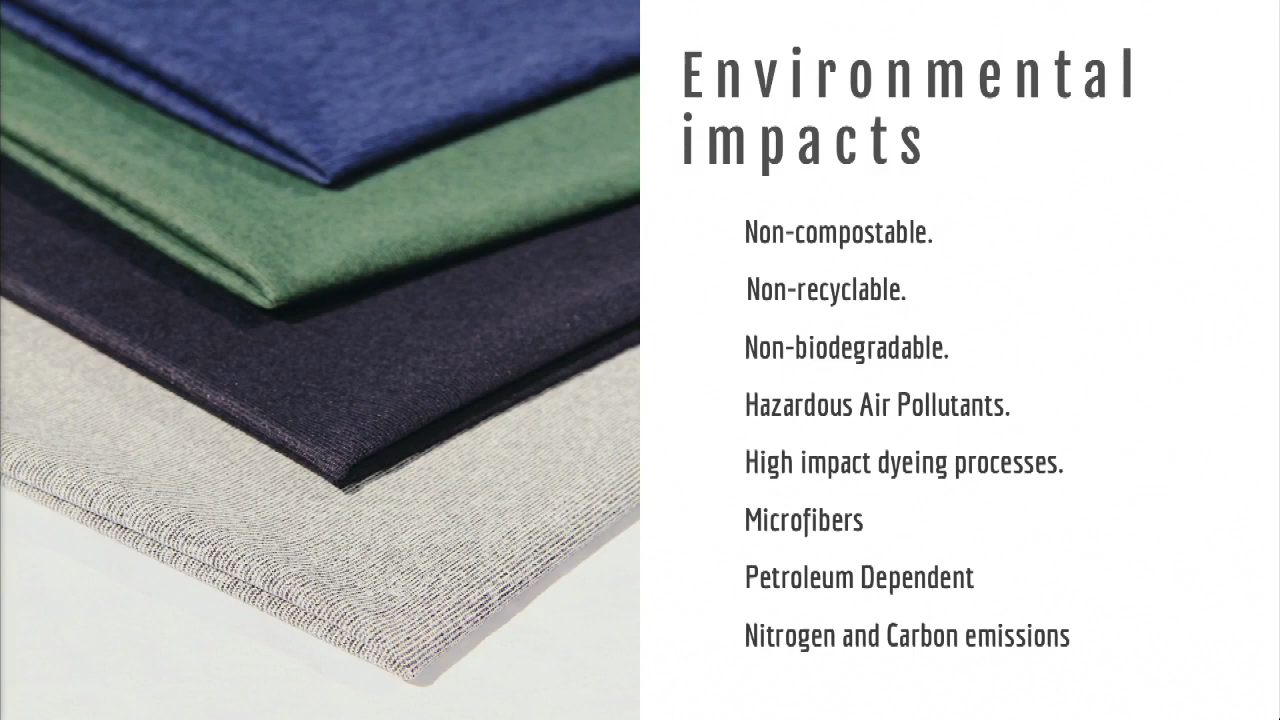 Environmental
impacts
Non-compostable.
Non-recyclable.
Non-biodegradable.
Hazardous Air Pollutants.
High impact dyeing processes.
Microfibers
Petroleum Dependent
Nitrogen and Carbon emissions